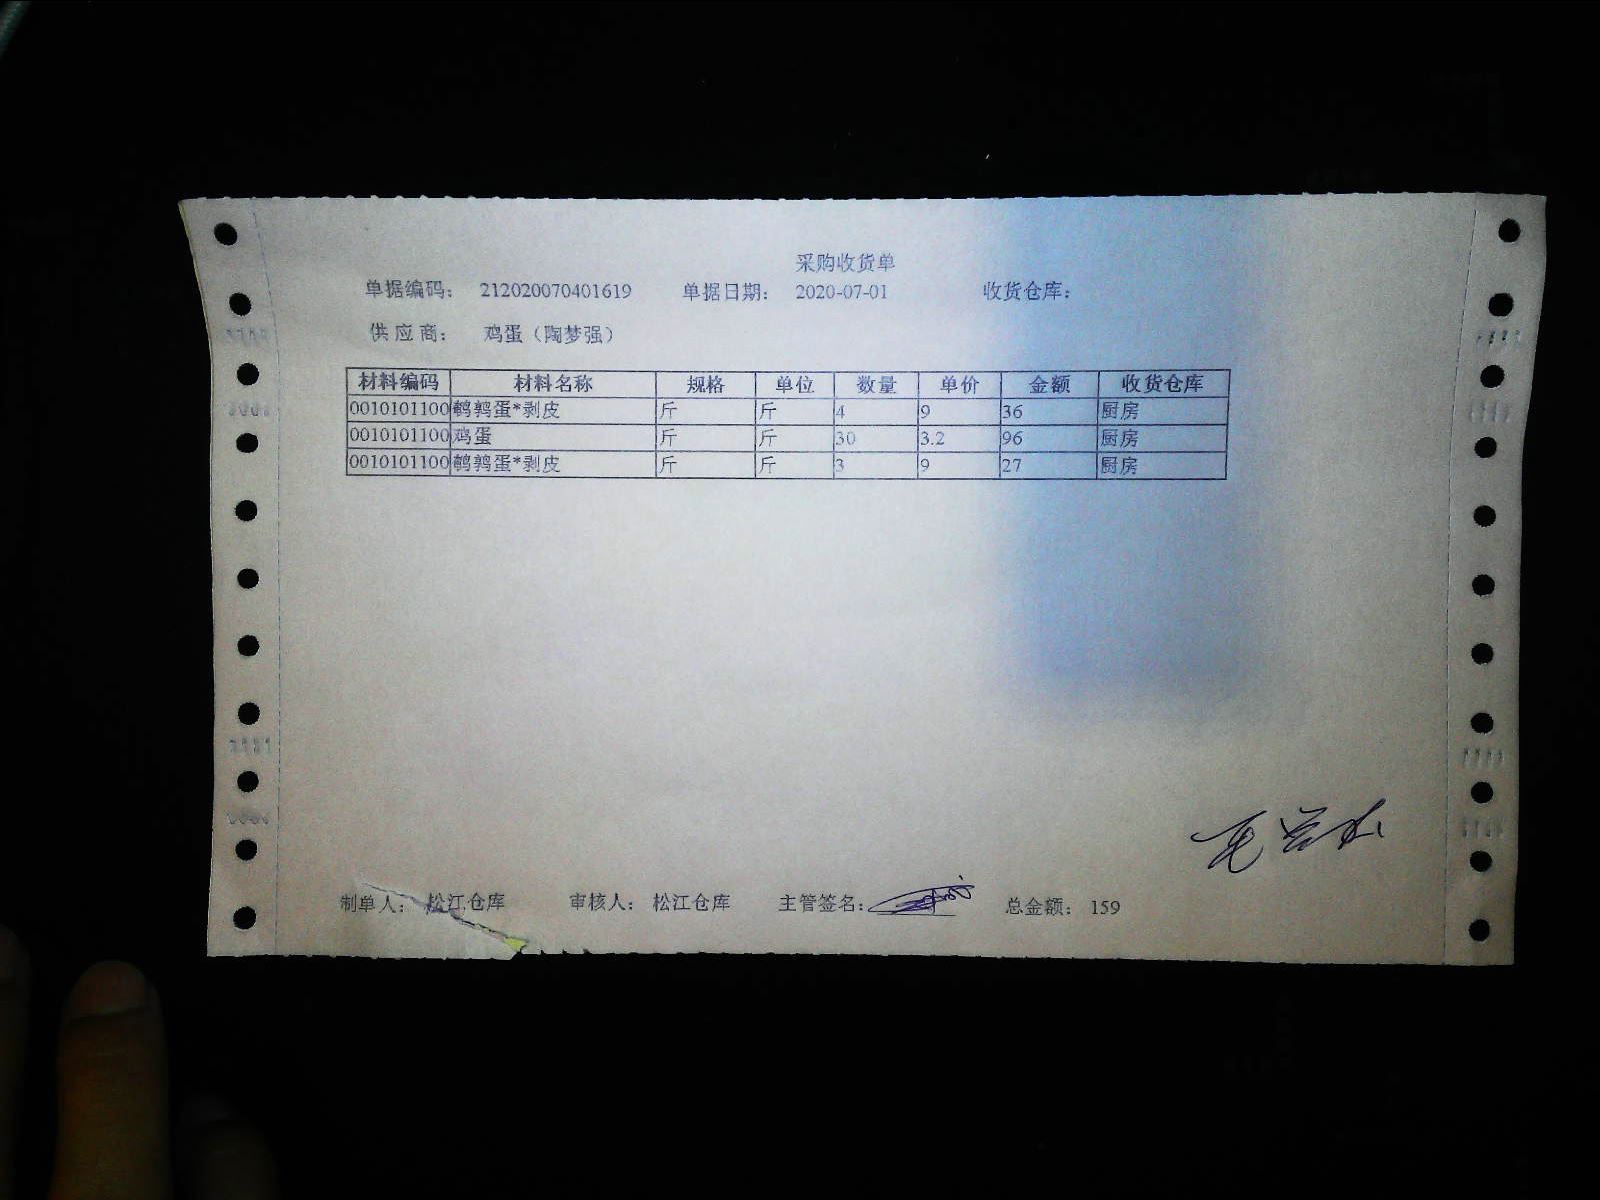 采购收货单
单据编码： 212020070401619 单据日期： 2020-07-01 收货仓库：
供 应 商： 鸡蛋（陶梦强）
材料编码 材料名称 规格 单位 数量 单价 金额 收货仓库
0010101100 鹌鹑蛋*剥皮 斤 斤 4 9 36 厨房
0010101100 鸡蛋 斤 斤 30 3.2 96 厨房
0010101100 鹌鹑蛋*剥皮 斤 斤 3 9 27 厨房
制单人： 松江仓库 审核人： 松江仓库 主管签名： 总金额： 159